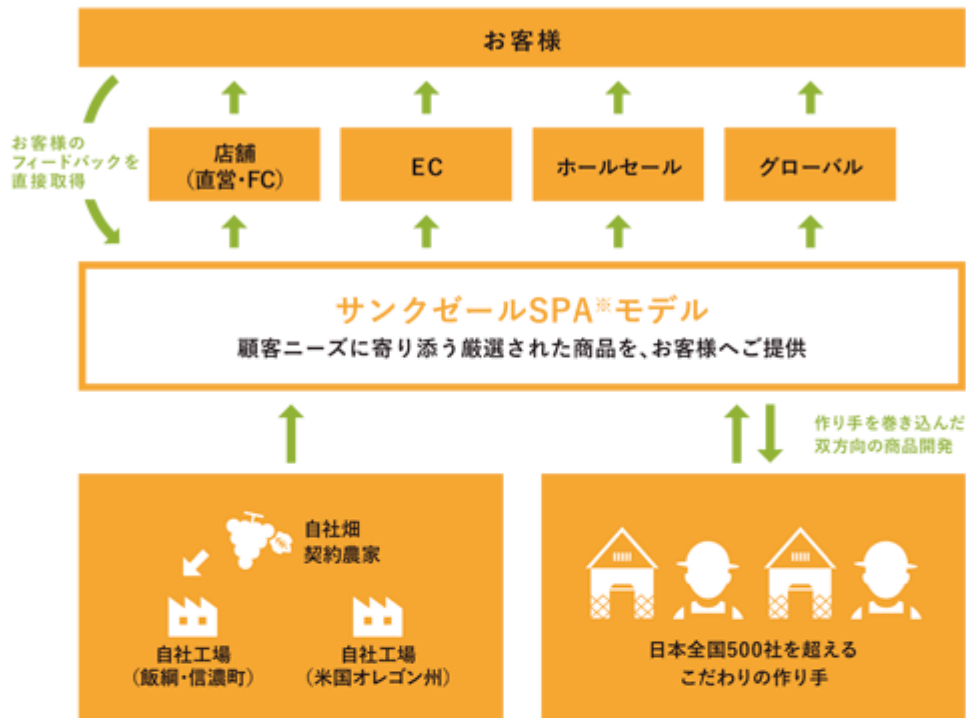 お客様
お客様の
フィードバックを
直接取得
店舗
(直営・FC)
EC
ホールセール
グローバル
サンクゼールSPA※モデル
顧客ニーズに寄り添う厳選された商品を、お客様へご提供
作り手を巻き込んだ
双方向の商品開発
自社畑
契約農家
自社工場
(飯綱・信濃町)
自社工場
(米国オレゴン州)
日本全国500社を超える
こだわりの作り手